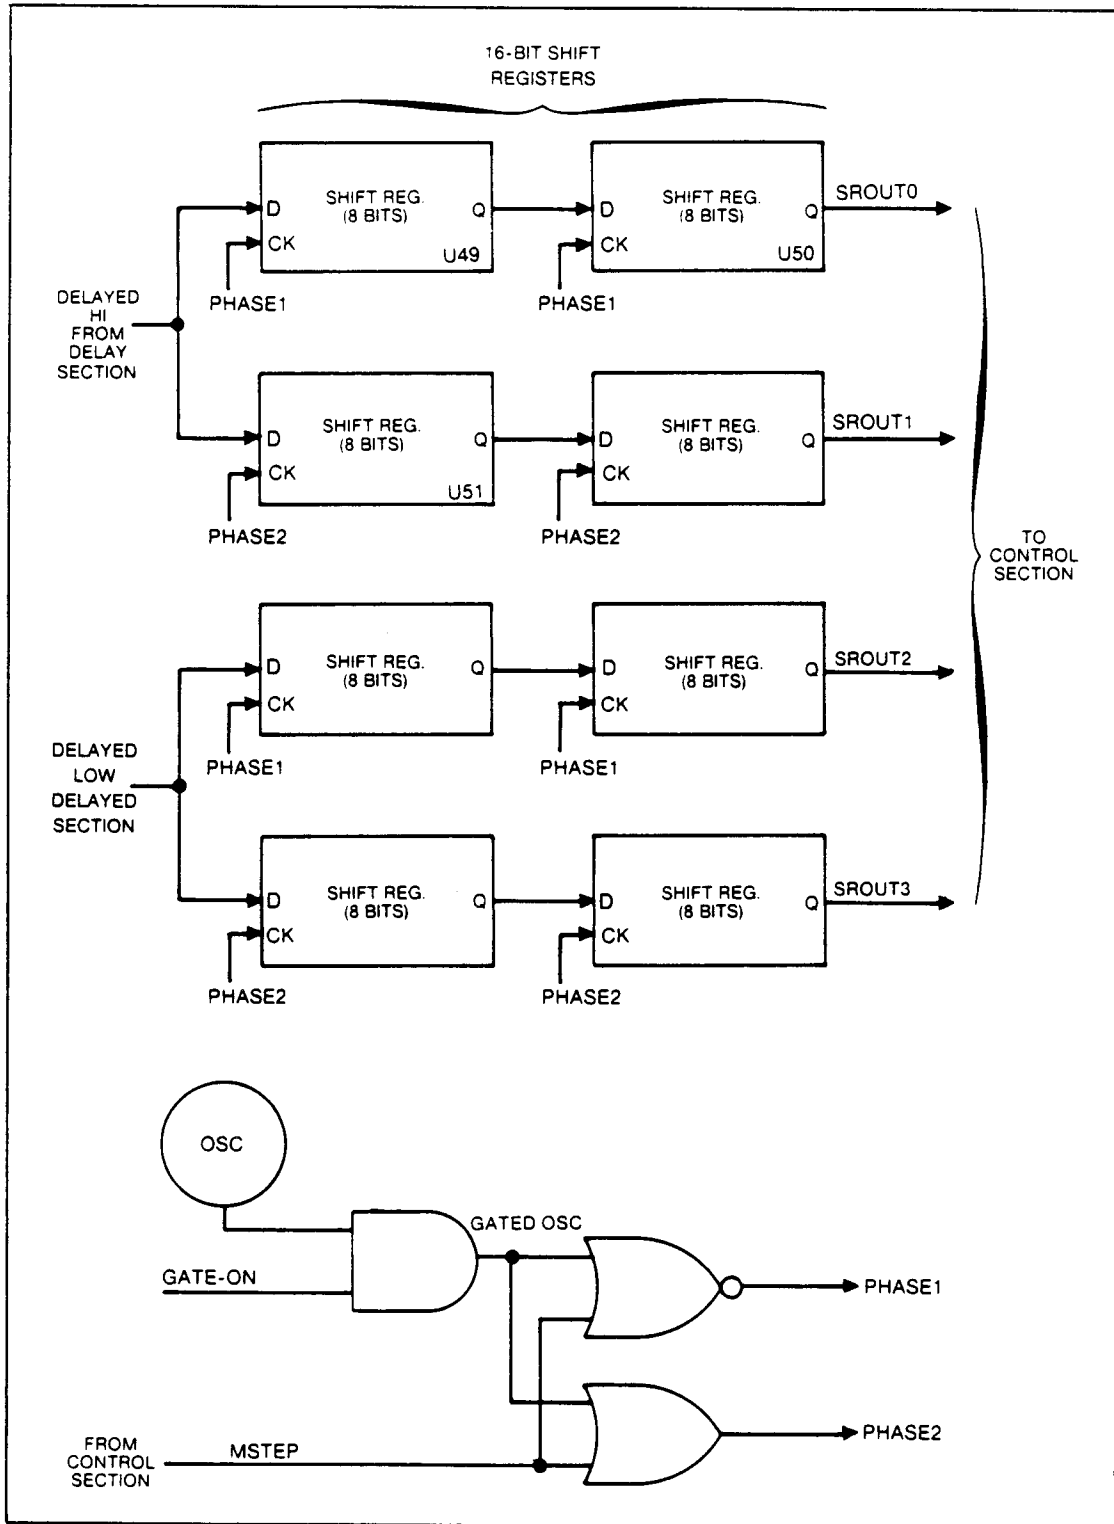 16-BIT SHIFT
REGISTERS
SHIFT REG.
(8 BITS)
D
Q
CK
U49
PHASE1
SHIFT REG.
(8 BITS)
D
Q
CK
U50
PHASE1
SROUT0
DELAYED
HI
FROM
DELAY
SECTION
SHIFT REG.
(8 BITS)
D
Q
CK
U51
PHASE2
SHIFT REG.
(8 BITS)
D
Q
CK
PHASE2
SROUT1
TO
CONTROL
SECTION
SHIFT REG.
(8 BITS)
D
Q
CK
PHASE1
SHIFT REG.
(8 BITS)
D
Q
CK
PHASE1
SROUT2
DELAYED
LOW
DELAYED
SECTION
SHIFT REG.
(8 BITS)
D
Q
CK
PHASE2
SHIFT REG.
(8 BITS)
D
Q
CK
PHASE2
SROUT3
OSC
GATED OSC
GATE-ON
PHASE1
PHASE2
FROM
CONTROL
SECTION
MSTEP